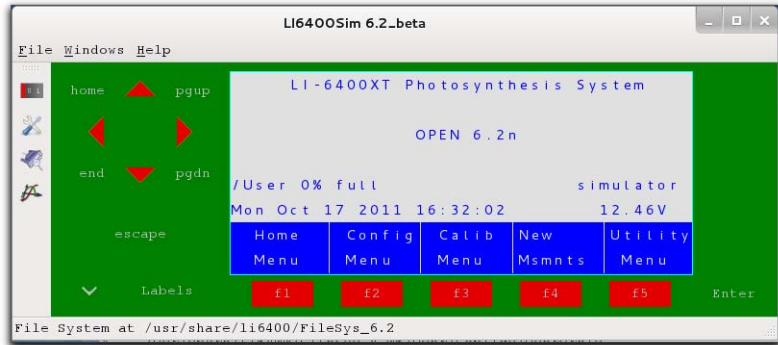 LI6400Sim 6.2_beta
File Windows Help
home pgup
LI-6400XT Photosynthesis System
OPEN 6.2n
end pgdn
/User 0% full simulator
Mon Oct 17 2011 16:32:02 12.46V
escape
Home Config Calib New Utility
Menu Menu Menu Msmnts Menu
Labels f1 f2 f3 f4 f5 Enter
File System at /usr/share/li6400/FileSys_6.2